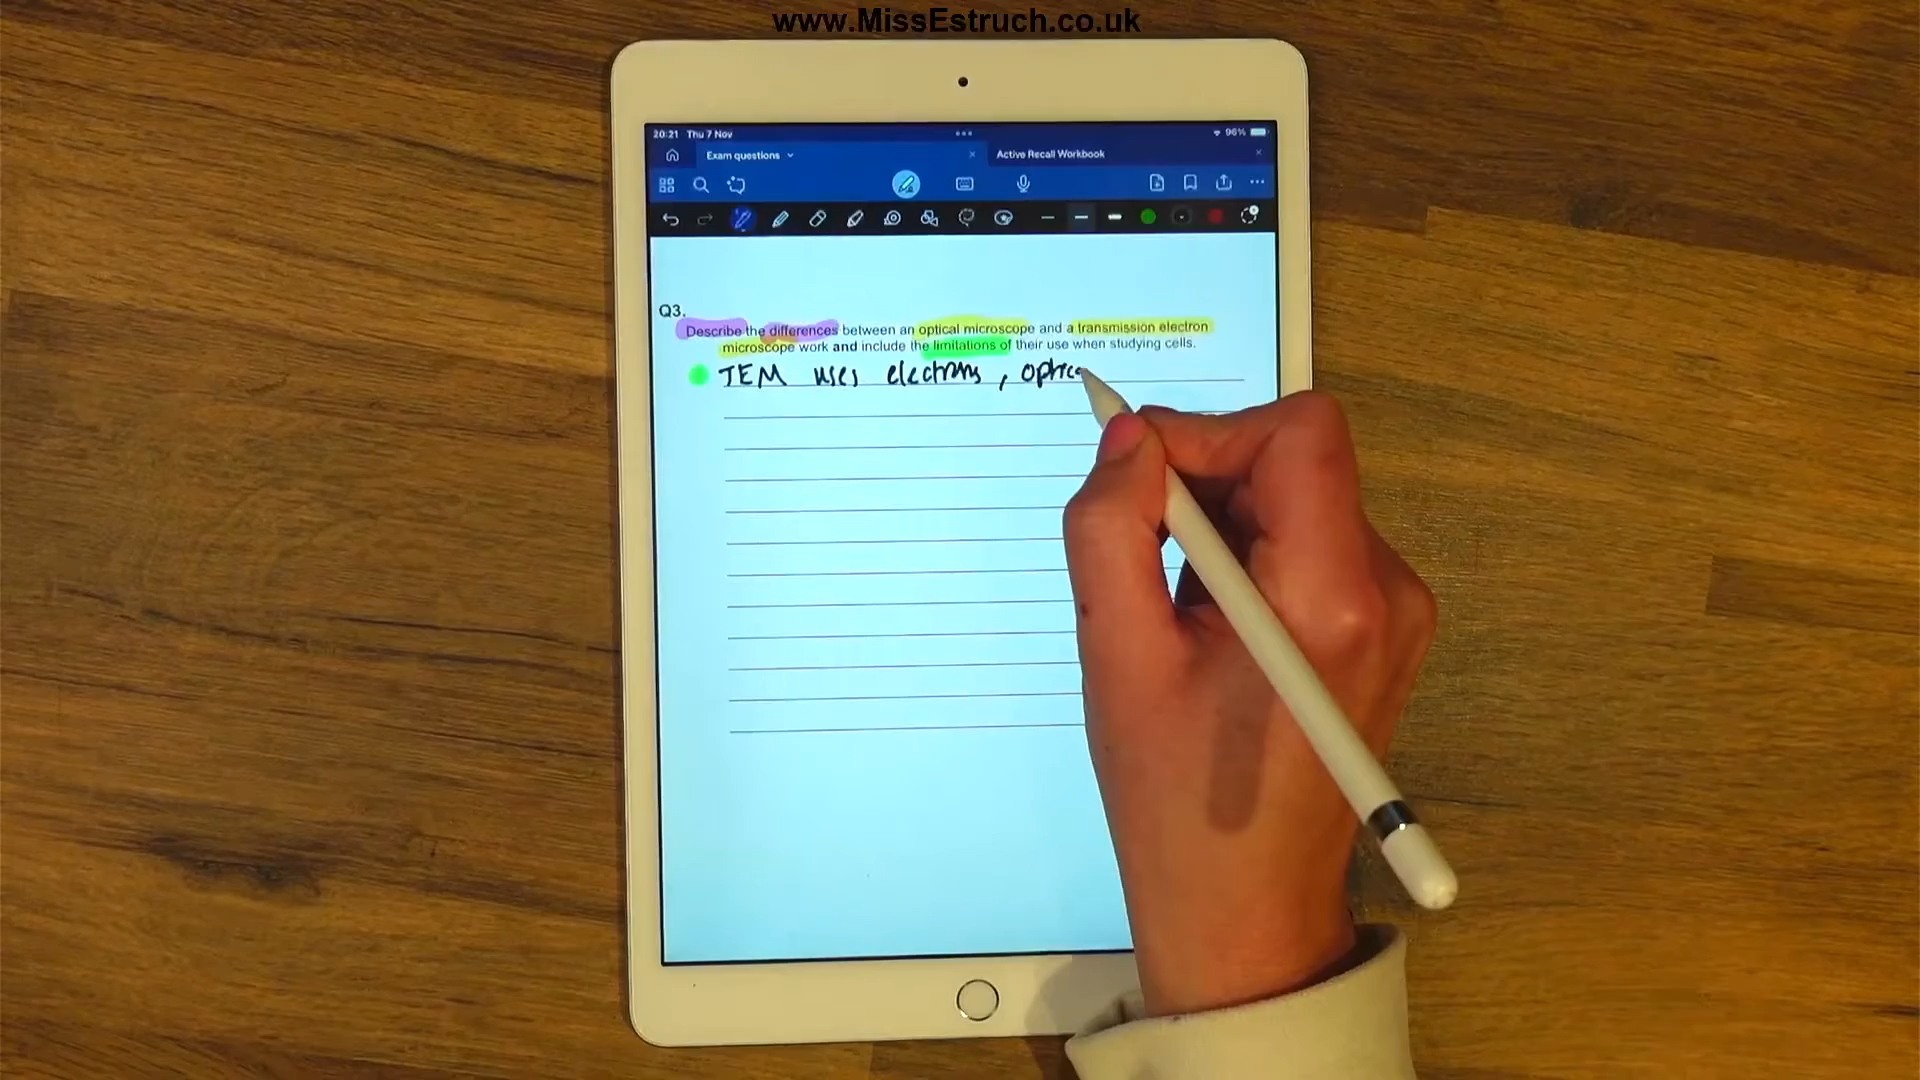 www.MissEstruch.co.uk
20:21 Thu 7 Nov
96%
Exam questions
Active Recall Workbook
Q3.
Describe the differences between an optical microscope and a transmission electron
microscope work and include the limitations of their use when studying cells.
TEM uses electrons, optica